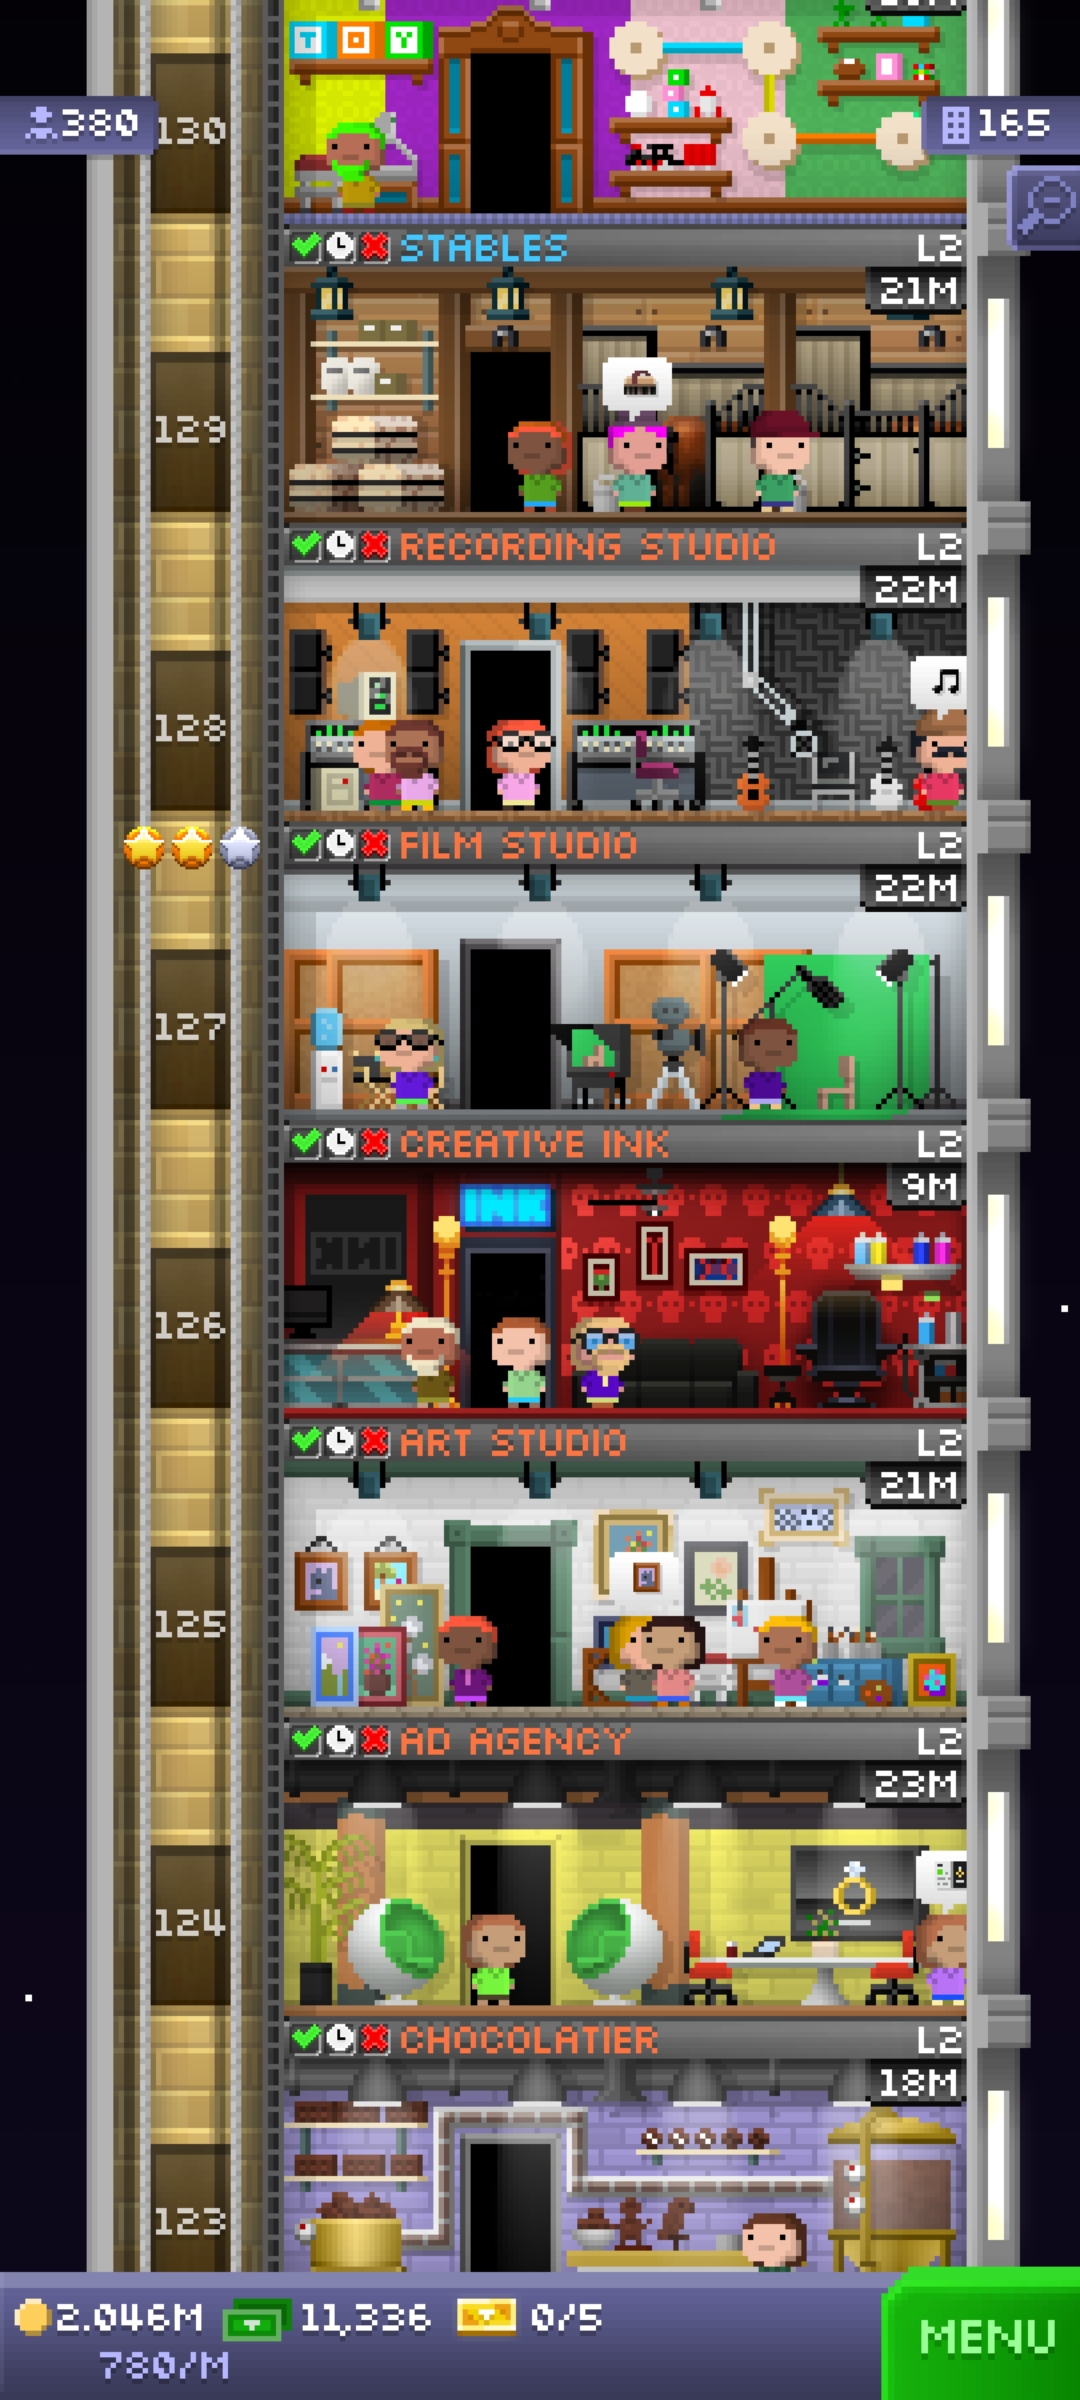 TOY
380
130
165
STABLES L2
21M
129
RECORDING STUDIO L2
22M
128
FILM STUDIO L2
22M
127
CREATIVE INK L2
9M
INK
INK
126
ART STUDIO L2
21M
125
AD AGENCY L2
23M
124
CHOCOLATIER L2
18M
123
2.046M 11,336 0/5
780/M
MENU